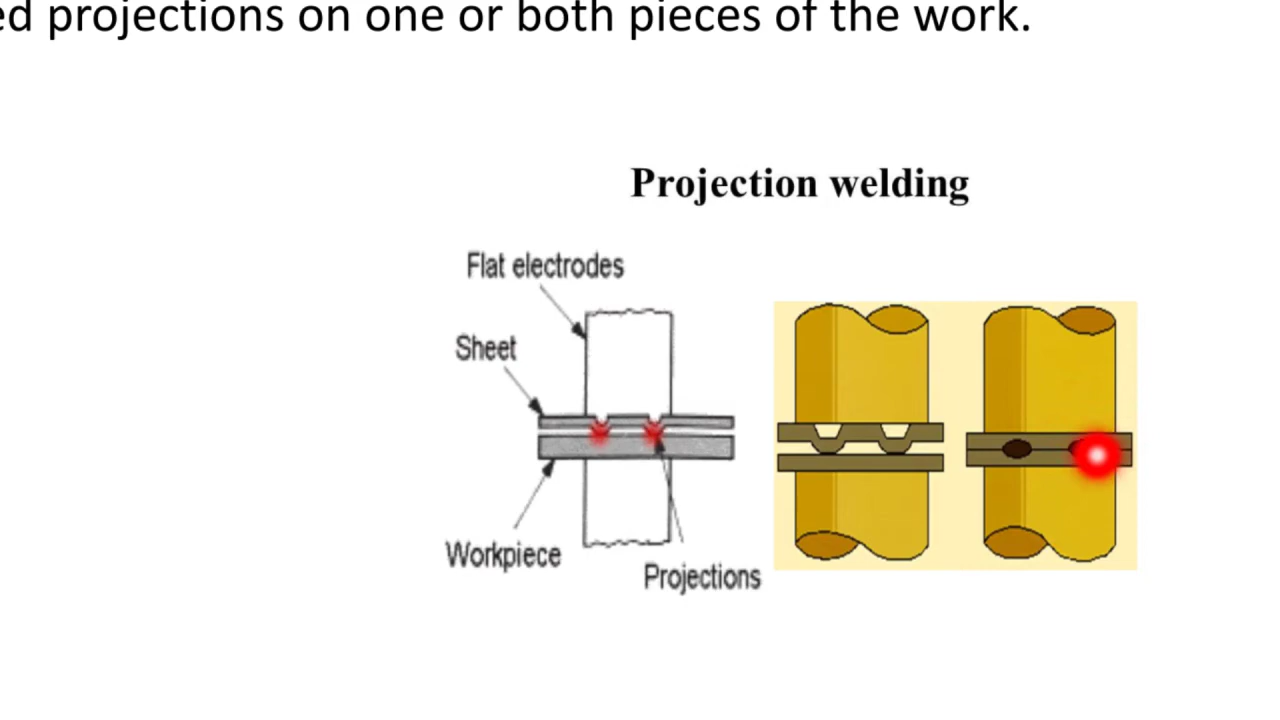 ed projections on one or both pieces of the work.
Projection welding
Flat electrodes
Sheet
Workpiece
Projections